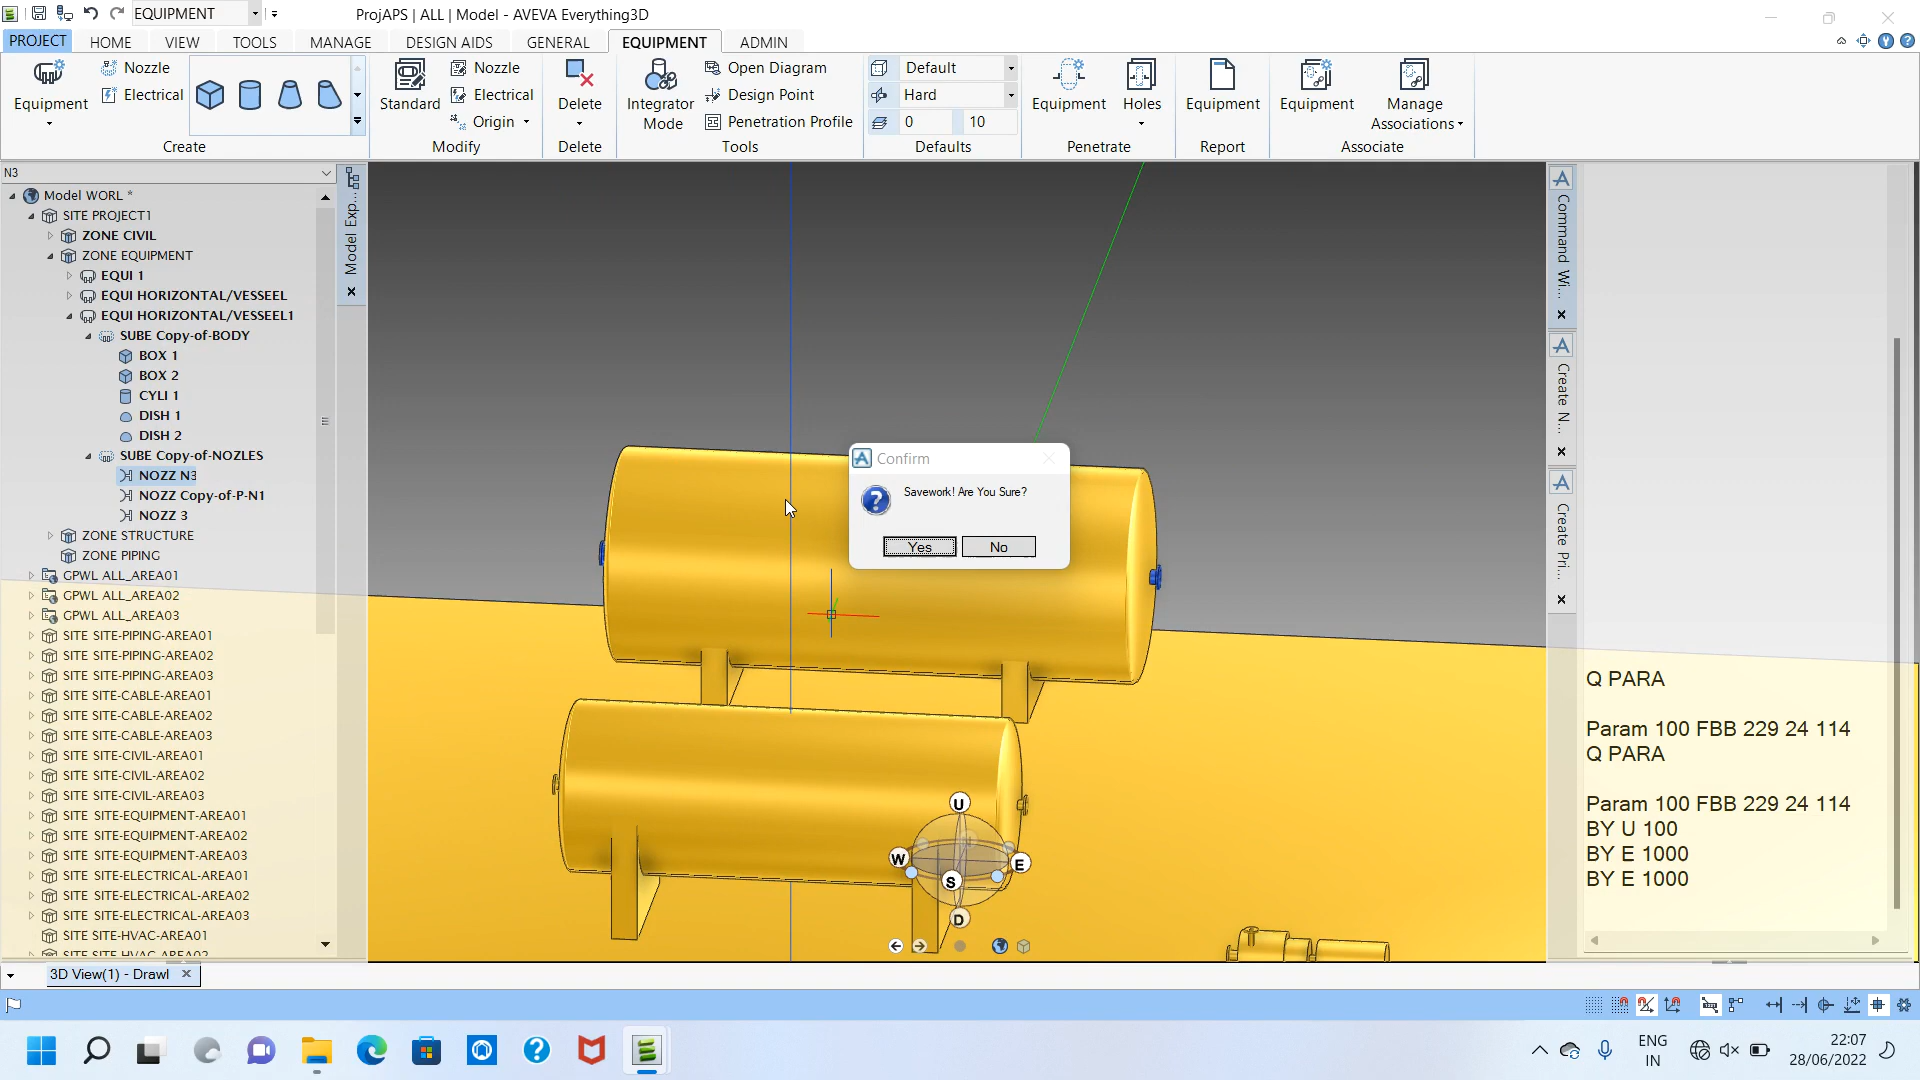 EQUIPMENT
ProjAPS | ALL | Model - AVEVA Everything3D
PROJECT HOME VIEW TOOLS MANAGE DESIGN AIDS GENERAL EQUIPMENT ADMIN
Equipment
Nozzle
Electrical
Create
Standard
Nozzle
Electrical
Origin
Modify
Delete
Delete
Integrator Mode
Open Diagram
Design Point
Penetration Profile
Tools
Default
Hard
0 10
Defaults
Equipment
Holes
Penetrate
Equipment
Report
Equipment
Manage Associations
Associate
N3
Model WORL *
SITE PROJECT1
ZONE CIVIL
ZONE EQUIPMENT
EQUI 1
EQUI HORIZONTAL/VESSEEL
EQUI HORIZONTAL/VESSEEL1
SUBE Copy-of-BODY
BOX 1
BOX 2
CYLI 1
DISH 1
DISH 2
SUBE Copy-of-NOZLES
NOZZ N3
NOZZ Copy-of-P-N1
NOZZ 3
ZONE STRUCTURE
ZONE PIPING
GPWL ALL_AREA01
GPWL ALL_AREA02
GPWL ALL_AREA03
SITE SITE-PIPING-AREA01
SITE SITE-PIPING-AREA02
SITE SITE-PIPING-AREA03
SITE SITE-CABLE-AREA01
SITE SITE-CABLE-AREA02
SITE SITE-CABLE-AREA03
SITE SITE-CIVIL-AREA01
SITE SITE-CIVIL-AREA02
SITE SITE-CIVIL-AREA03
SITE SITE-EQUIPMENT-AREA01
SITE SITE-EQUIPMENT-AREA02
SITE SITE-EQUIPMENT-AREA03
SITE SITE-ELECTRICAL-AREA01
SITE SITE-ELECTRICAL-AREA02
SITE SITE-ELECTRICAL-AREA03
SITE SITE-HVAC-AREA01
SITE SITE-HVAC-AREA02
Model Exp...
Confirm
Savework! Are You Sure?
Yes No
U
W E
S
D
Command Wi...
Create N...
Create Pri...
Q PARA
Param 100 FBB 229 24 114
Q PARA
Param 100 FBB 229 24 114
BY U 100
BY E 1000
BY E 1000
3D View(1) - Drawl
ENG
IN
22:07
28/06/2022